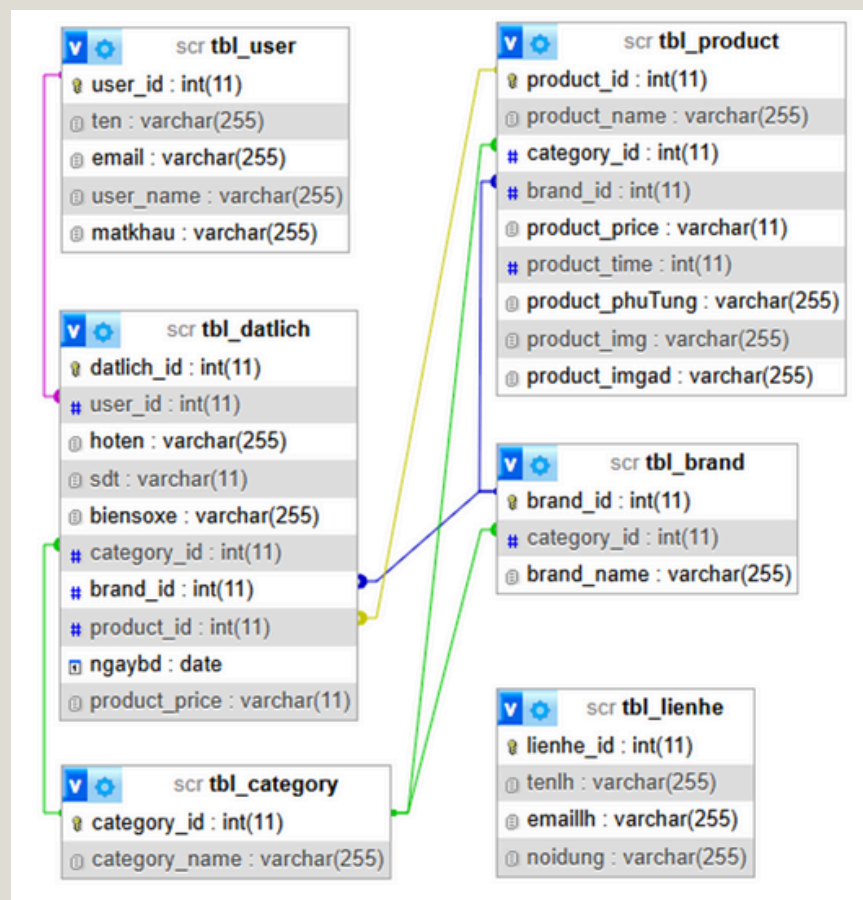 v scr tbl_user
user_id : int(11)
ten : varchar(255)
email : varchar(255)
user_name : varchar(255)
matkhau : varchar(255)
v scr tbl_datlich
datlich_id : int(11)
# user_id : int(11)
hoten : varchar(255)
sdt : varchar(11)
biensoxe : varchar(255)
# category_id : int(11)
# brand_id : int(11)
# product_id : int(11)
ngaybd : date
product_price : varchar(11)
v scr tbl_category
category_id : int(11)
category_name : varchar(255)
v scr tbl_product
product_id : int(11)
product_name : varchar(255)
# category_id : int(11)
# brand_id : int(11)
product_price : varchar(11)
# product_time : int(11)
product_phuTung : varchar(255)
product_img : varchar(255)
product_imgad : varchar(255)
v scr tbl_brand
brand_id : int(11)
# category_id : int(11)
brand_name : varchar(255)
v scr tbl_lienhe
lienhe_id : int(11)
tenlh : varchar(255)
emaillh : varchar(255)
noidung : varchar(255)